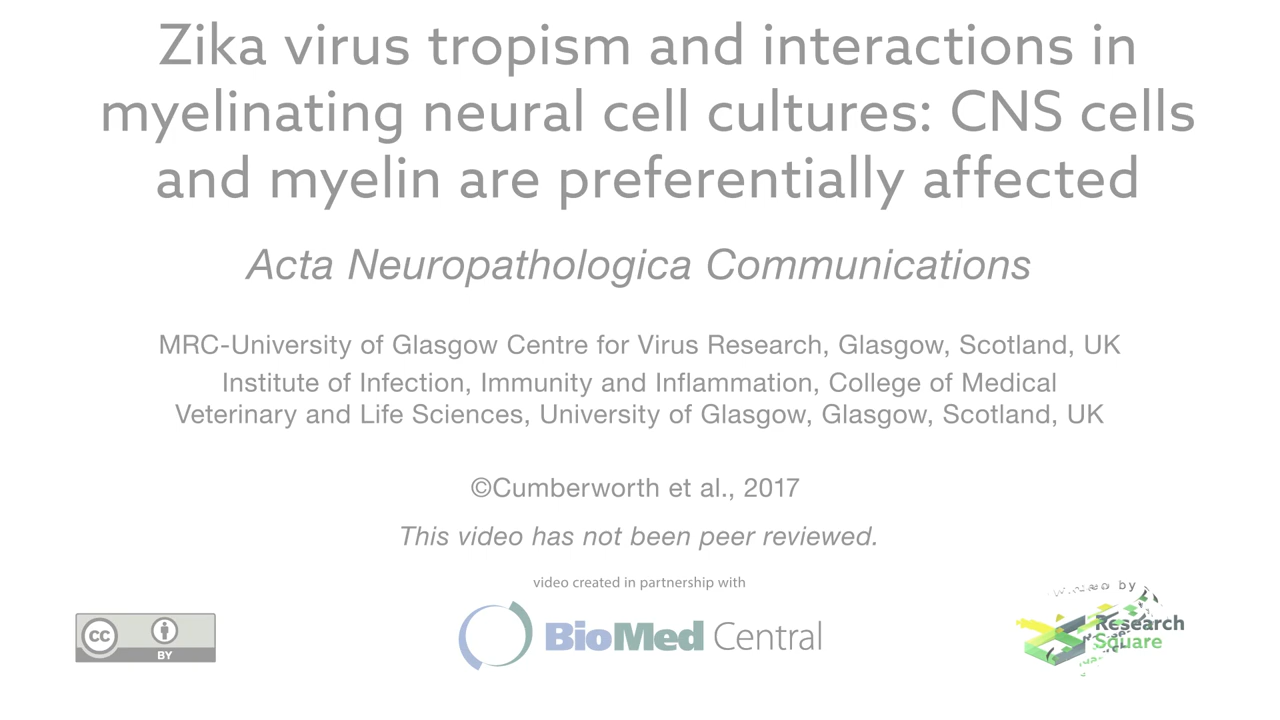 Zika virus tropism and interactions in
myelinating neural cell cultures: CNS cells
and myelin are preferentially affected
Acta Neuropathologica Communications
MRC-University of Glasgow Centre for Virus Research, Glasgow, Scotland, UK
Institute of Infection, Immunity and Inflammation, College of Medical
Veterinary and Life Sciences, University of Glasgow, Glasgow, Scotland, UK
©Cumberworth et al., 2017
This video has not been peer reviewed.
video created in partnership with
cc
BY
BioMed Central
by
Research
Square